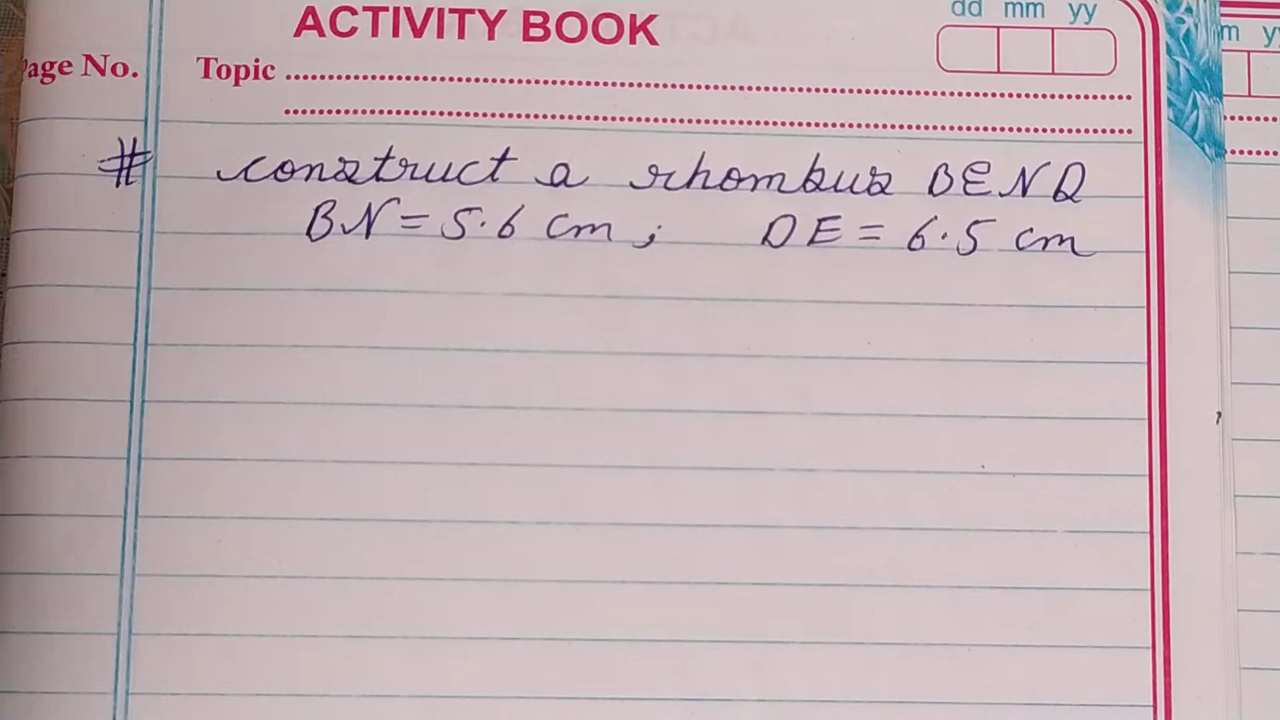 ACTIVITY BOOK
dd mm yy
Page No. Topic
# construct a rhombus BEND
BN = 5.6 cm ; DE = 6.5 cm
m yy